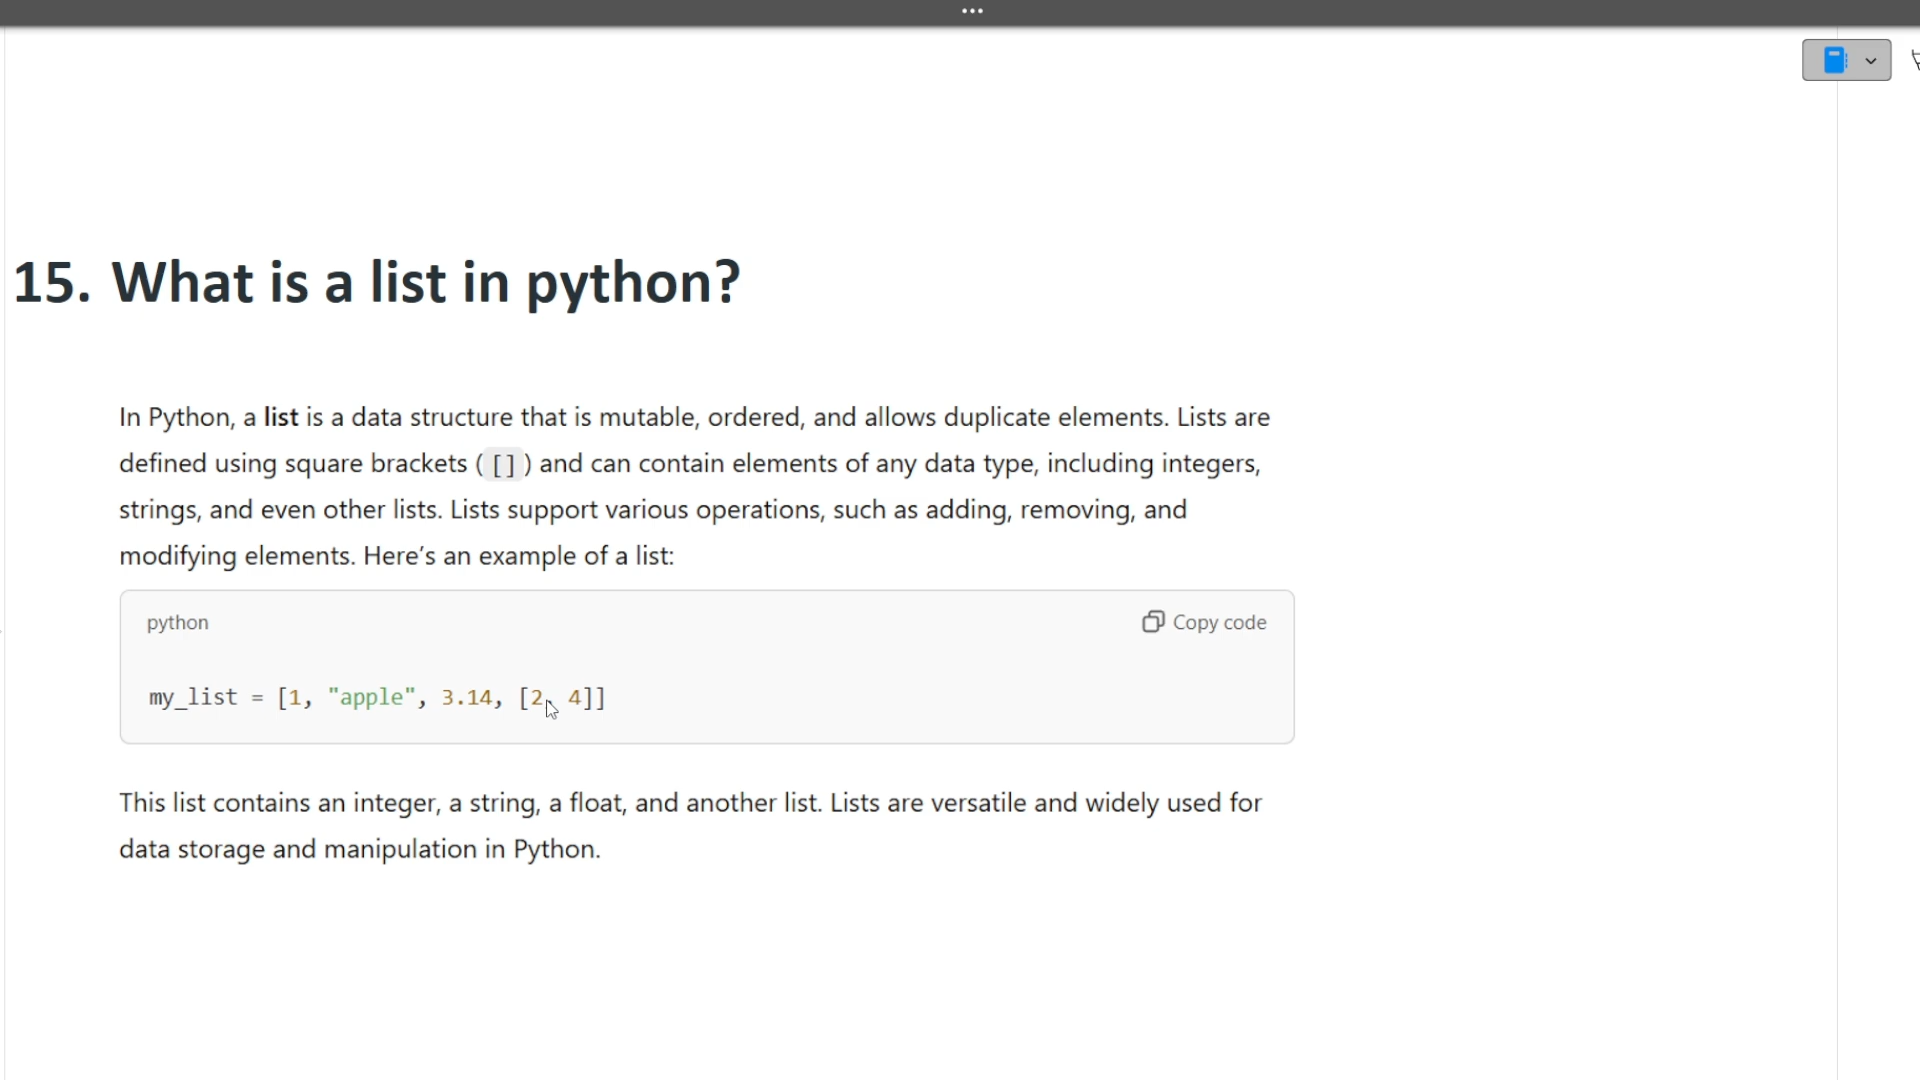 15. What is a list in python?
In Python, a list is a data structure that is mutable, ordered, and allows duplicate elements. Lists are
defined using square brackets ( [] ) and can contain elements of any data type, including integers,
strings, and even other lists. Lists support various operations, such as adding, removing, and
modifying elements. Here’s an example of a list:
python
Copy code
my_list = [1, "apple", 3.14, [2, 4]]
This list contains an integer, a string, a float, and another list. Lists are versatile and widely used for
data storage and manipulation in Python.